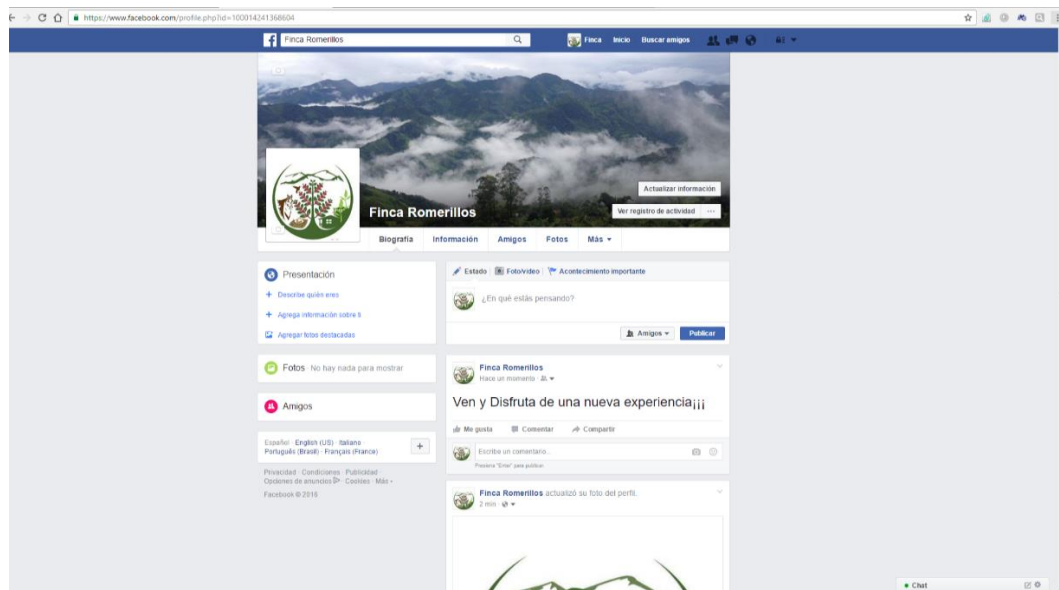 https://www.facebook.com/profile.php?id=100014241368604
Finca Romerillos
Finca Inicio Buscar amigos
Actualizar información
Finca Romerillos
Ver registro de actividad ...
Biografía Información Amigos Fotos Más
Presentación
Describe quién eres
Agrega información sobre ti
Agregar fotos destacadas
Fotos No hay nada para mostrar
Amigos
Español · English (US) · Italiano ·
Português (Brasil) · Français (France)
Privacidad · Condiciones · Publicidad ·
Opciones de anuncios · Cookies · Más
Facebook © 2016
Estado Foto/video Acontecimiento importante
¿En qué estás pensando?
Amigos Publicar
Finca Romerillos
Hace un momento ·
Ven y Disfruta de una nueva experiencia¡¡¡
Me gusta Comentar Compartir
Escribe un comentario...
Presiona "Enter" para publicar.
Finca Romerillos actualizó su foto del perfil.
2 min ·
Chat